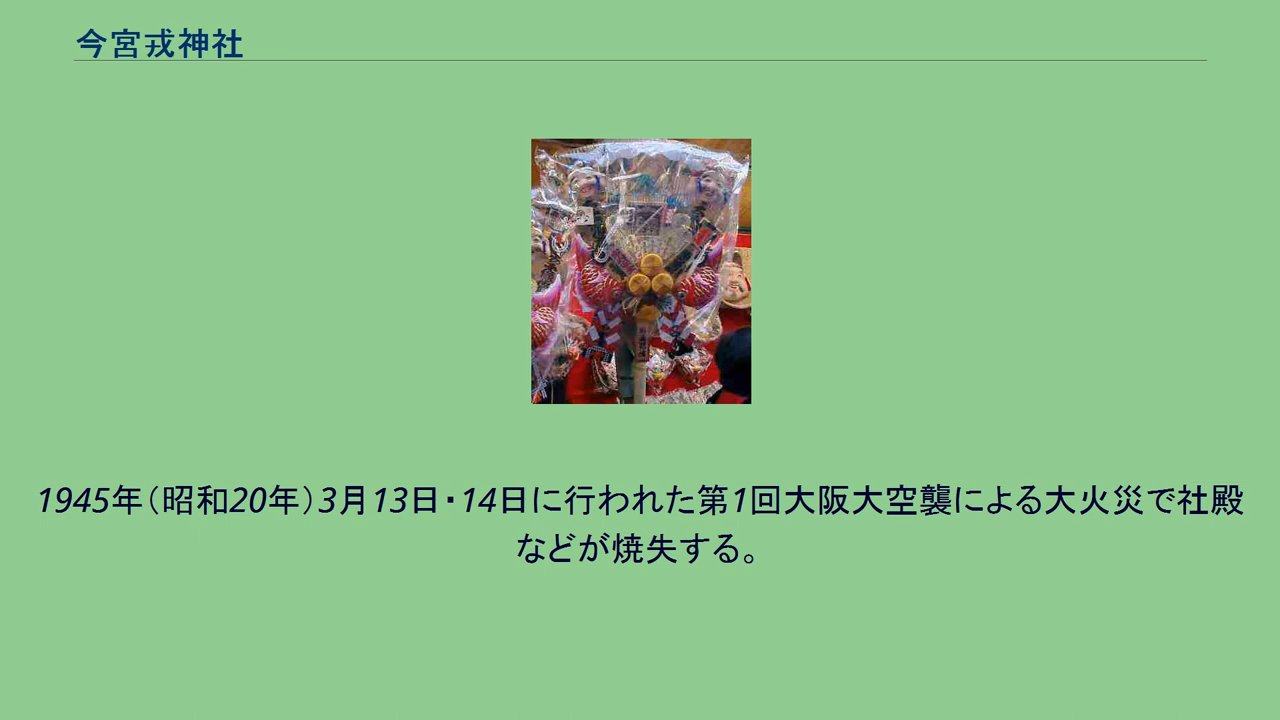 今宮戎神社
1945年（昭和20年）3月13日・14日に行われた第1回大阪大空襲による大火災で社殿
などが焼失する。